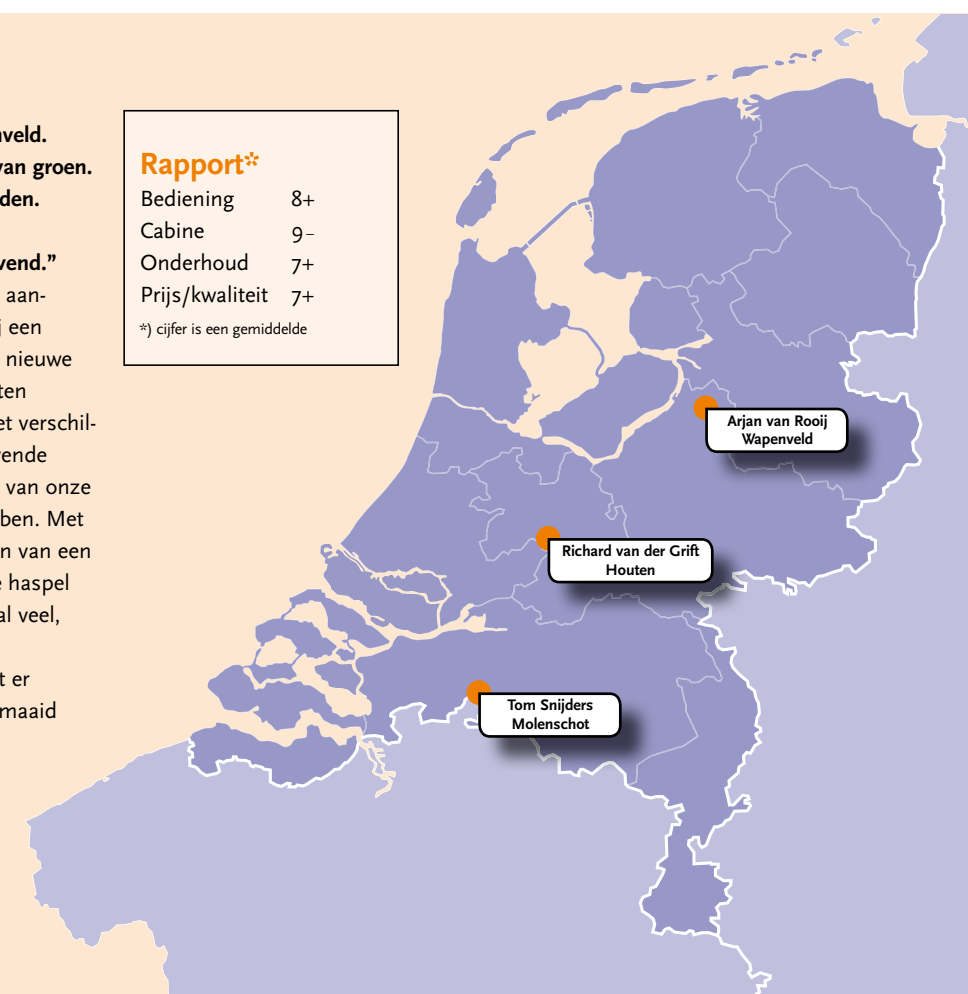 veld.
van groen.
den.
vend.”
aan-
een
nieuwe
ten
et verschil-
ende
van onze
ben. Met
n van een
e haspel
al veel,
t er
maaid
Rapport*
Bediening 8+
Cabine 9–
Onderhoud 7+
Prijs/kwaliteit 7+
*) cijfer is een gemiddelde
Arjan van Rooij
Wapenveld
Richard van der Grift
Houten
Tom Snijders
Molenschot